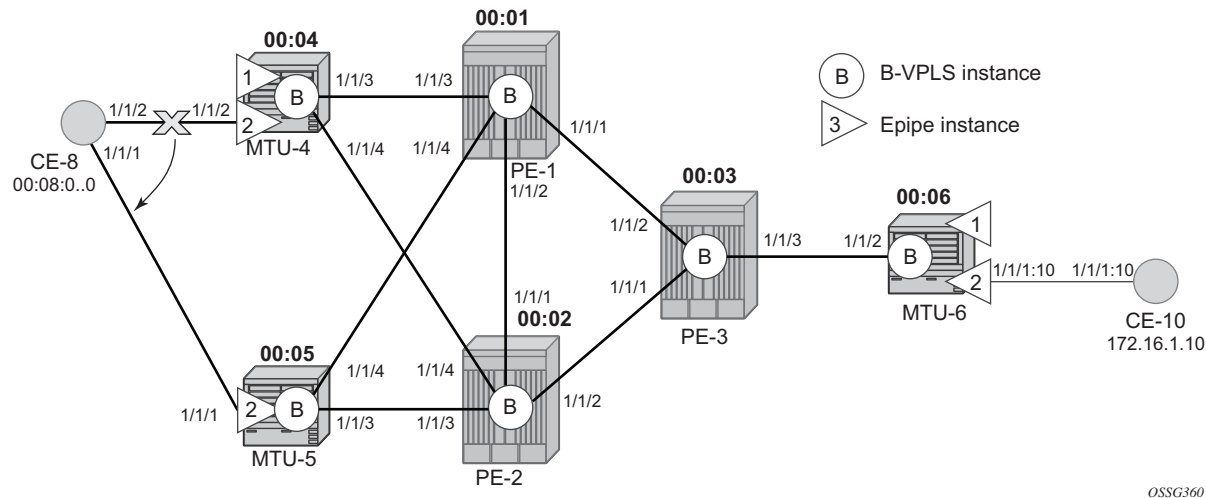 00:01
00:04
1
B
2
MTU-4
1/1/2
1/1/2
1/1/1
CE-8
00:08:0..0
1/1/3
1/1/3
1/1/4
1/1/4
B
PE-1
1/1/2
1/1/1
B
B-VPLS instance
3
Epipe instance
00:03
1/1/2
B
1/1/1
PE-3
1/1/3
1/1/2
00:06
1
B
2
MTU-6
1/1/1:10
1/1/1:10
CE-10
172.16.1.10
1/1/1
00:02
00:05
1/1/1
2
B
MTU-5
1/1/4
1/1/3
1/1/4
1/1/3
B
1/1/2
PE-2
OSSG360